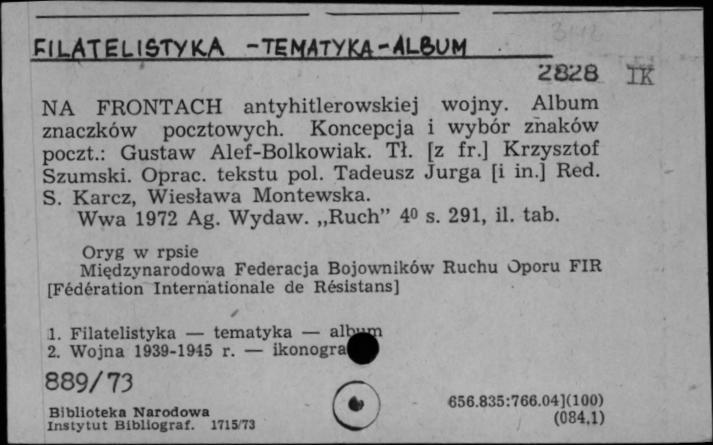 3112
FILATELISTYKA - TEMATYKA - ALBUM
2828 IK
NA FRONTACH antyhitlerowskiej wojny. Album
znaczków pocztowych. Koncepcja i wybór znaków
poczt.: Gustaw Alef-Bolkowiak. Tł. [z fr.] Krzysztof
Szumski. Oprac. tekstu pol. Tadeusz Jurga [i in.] Red.
S. Karcz, Wiesława Montewska.
Wwa 1972 Ag. Wydaw. „Ruch” 4⁰ s. 291, il. tab.
Oryg w rpsie
Międzynarodowa Federacja Bojowników Ruchu Oporu FIR
[Fédération Internationale de Résistans]
1. Filatelistyka — tematyka — album
2. Wojna 1939-1945 r. — ikonogra
889/73
Biblioteka Narodowa
Instytut Bibliograf. 1715/73
656.835:766.04](100)
(084.1)